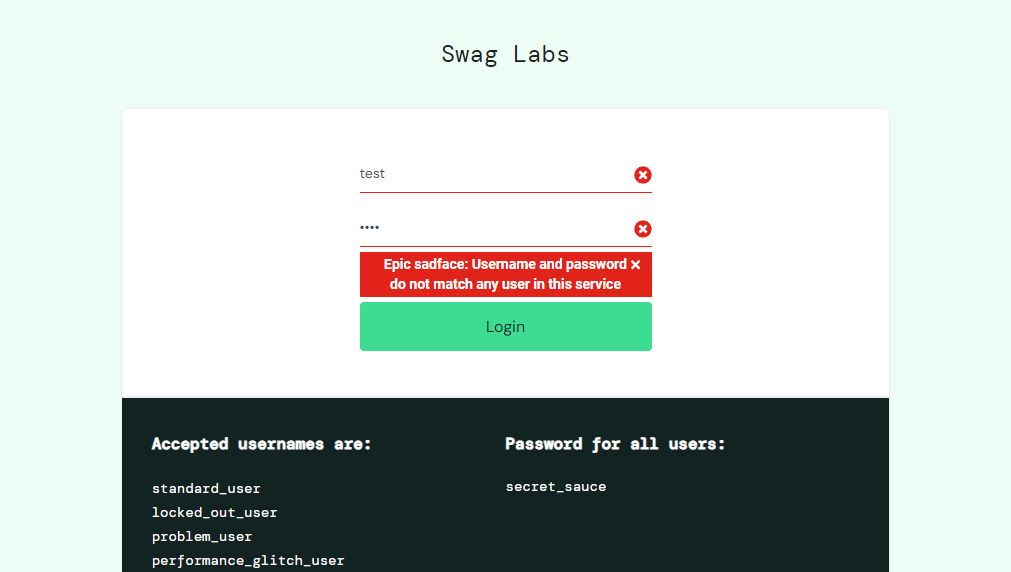 Swag Labs
test
••••
Epic sadface: Username and password
do not match any user in this service
Login
Accepted usernames are:
standard_user
locked_out_user
problem_user
performance_glitch_user
Password for all users:
secret_sauce